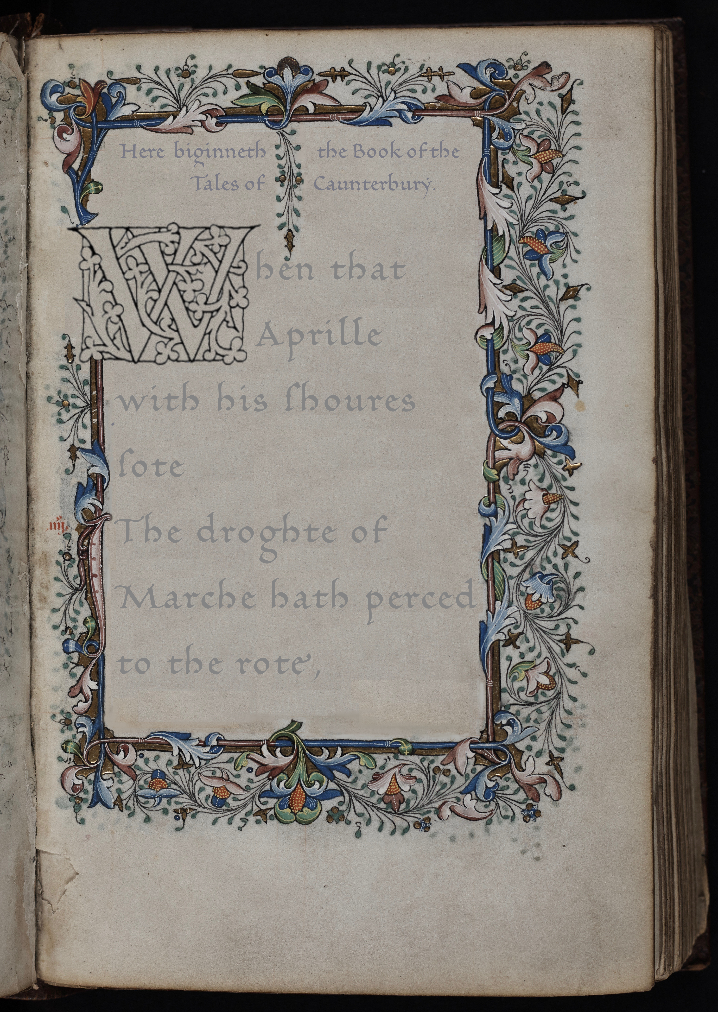 Here biginneth the Book of the
Tales of Caunterbury.
When that
Aprille
with his ſhoures
ſote
The droghte of
Marche hath perced
to the rote,
iiij